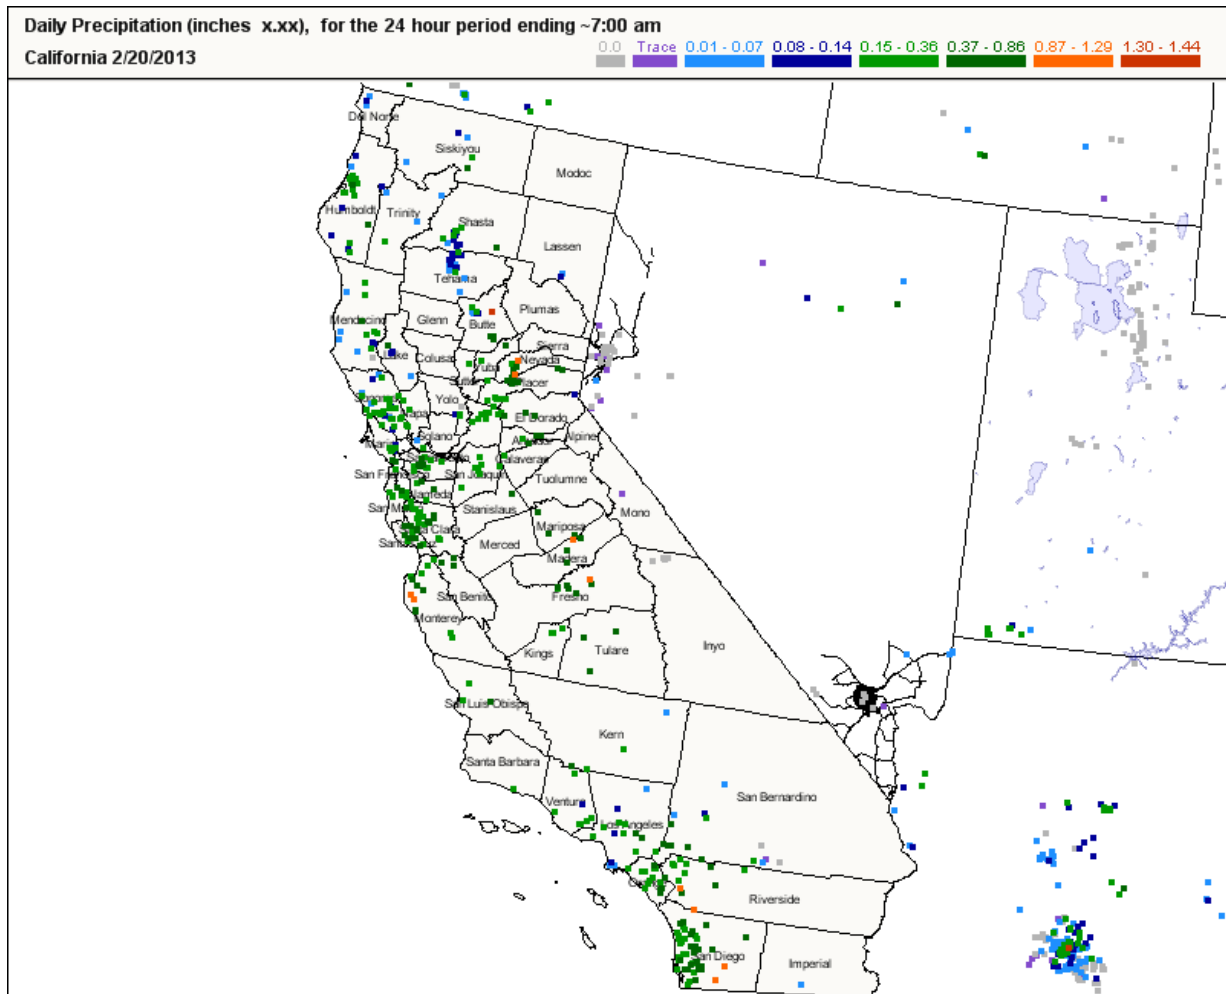 Daily Precipitation (inches  x.xx),  for the 24 hour period ending ~7:00 am
California 2/20/2013
0.0 Trace 0.01 - 0.07 0.08 - 0.14 0.15 - 0.36 0.37 - 0.86 0.87 - 1.29 1.30 - 1.44
Del Norte
Siskiyou
Modoc
Humboldt
Trinity
Shasta
Lassen
Tehama
Plumas
Mendocino
Glenn
Butte
Sierra
Lake
Colusa
Nevada
Yuba
Placer
Yolo
El Dorado
Solano
Alpine
Calaveras
San Francisco
San Joaquin
Tuolumne
Alameda
Stanislaus
Mono
Mariposa
Merced
Madera
San Benito
Fresno
Monterey
Kings
Tulare
Inyo
San Luis Obispo
Kern
Santa Barbara
San Bernardino
Ventura
Los Angeles
Riverside
San Diego
Imperial